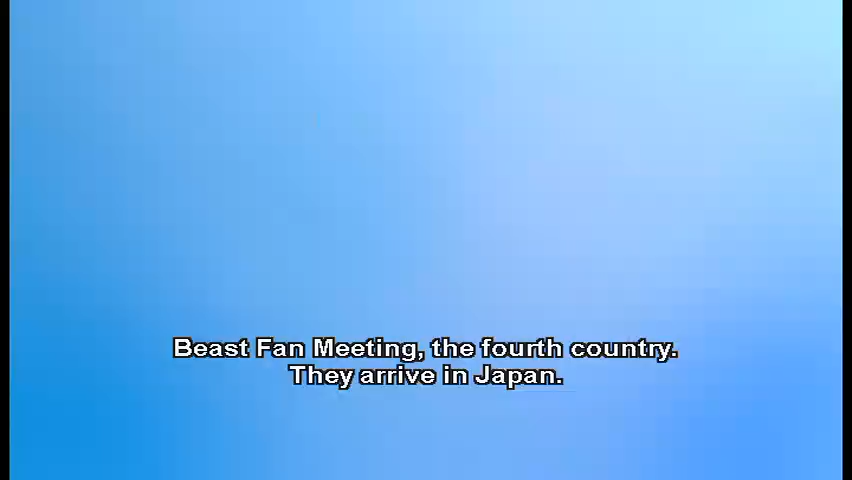 Beast Fan Meeting, the fourth country.
They arrive in Japan.